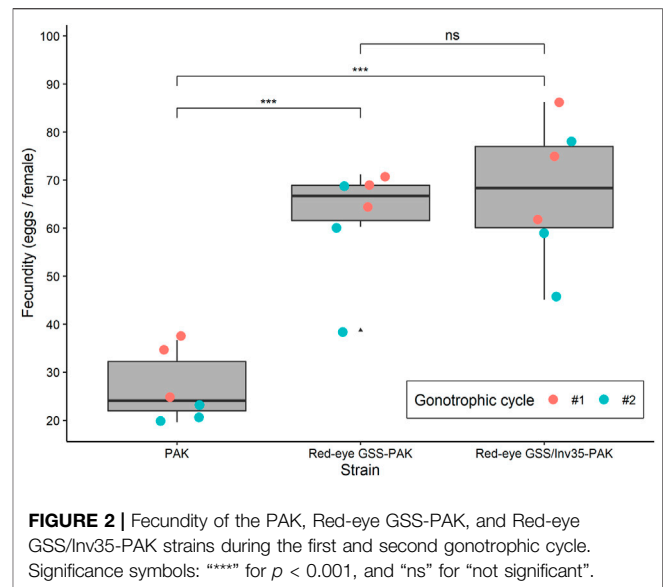 100
90
80
70
60
50
40
30
20
Fecundity (eggs / female)
ns
***
***
Gonotrophic cycle #1 #2
PAK Red-eye GSS-PAK Red-eye GSS/Inv35-PAK
Strain
FIGURE 2 | Fecundity of the PAK, Red-eye GSS-PAK, and Red-eye
GSS/Inv35-PAK strains during the first and second gonotrophic cycle.
Significance symbols: “***” for p < 0.001, and “ns” for “not significant”.